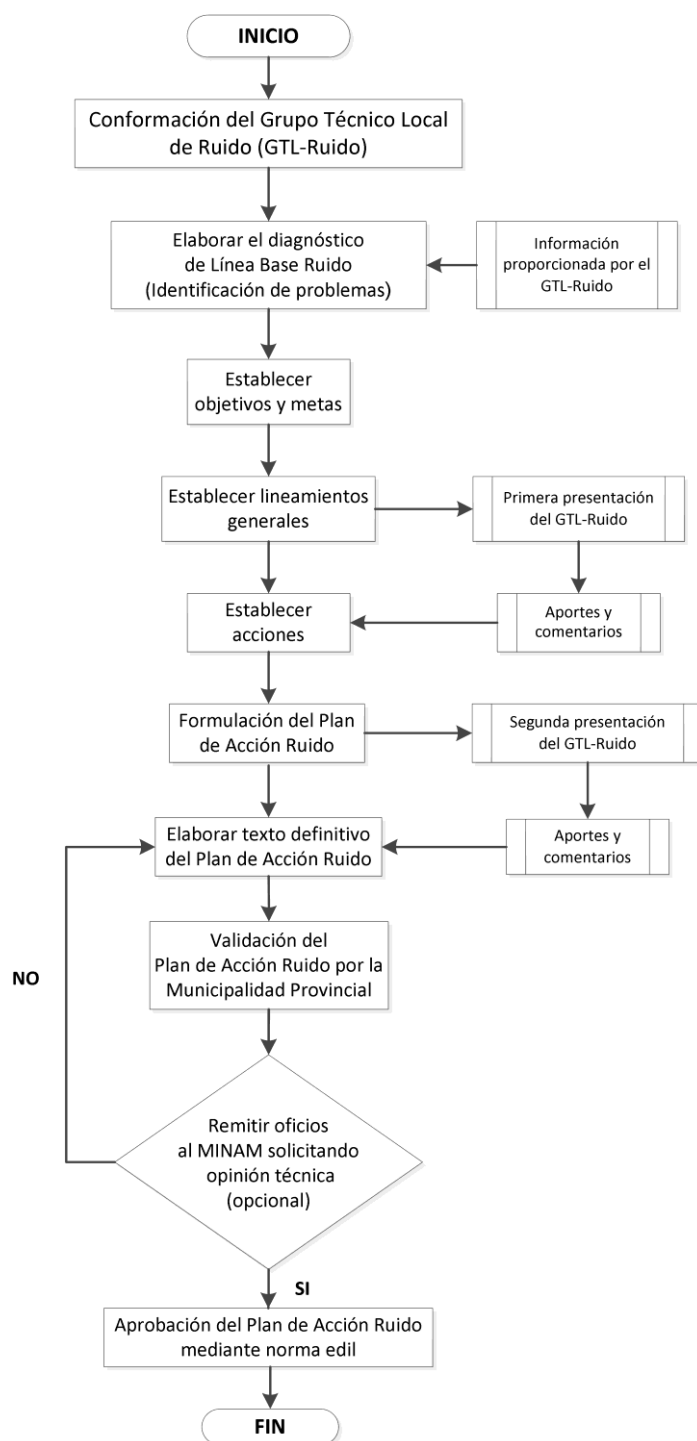 INICIO
Conformación del Grupo Técnico Local
de Ruido (GTL-Ruido)
Elaborar el diagnóstico
de Línea Base Ruido
(Identificación de problemas)
Información
proporcionada por el
GTL-Ruido
Establecer
objetivos y metas
Establecer lineamientos
generales
Primera presentación
del GTL-Ruido
Establecer
acciones
Aportes y
comentarios
Formulación del Plan
de Acción Ruido
Segunda presentación
del GTL-Ruido
Elaborar texto definitivo
del Plan de Acción Ruido
Aportes y
comentarios
Validación del
Plan de Acción Ruido por la
Municipalidad Provincial
NO
Remitir oficios
al MINAM solicitando
opinión técnica
(opcional)
SI
Aprobación del Plan de Acción Ruido
mediante norma edil
FIN